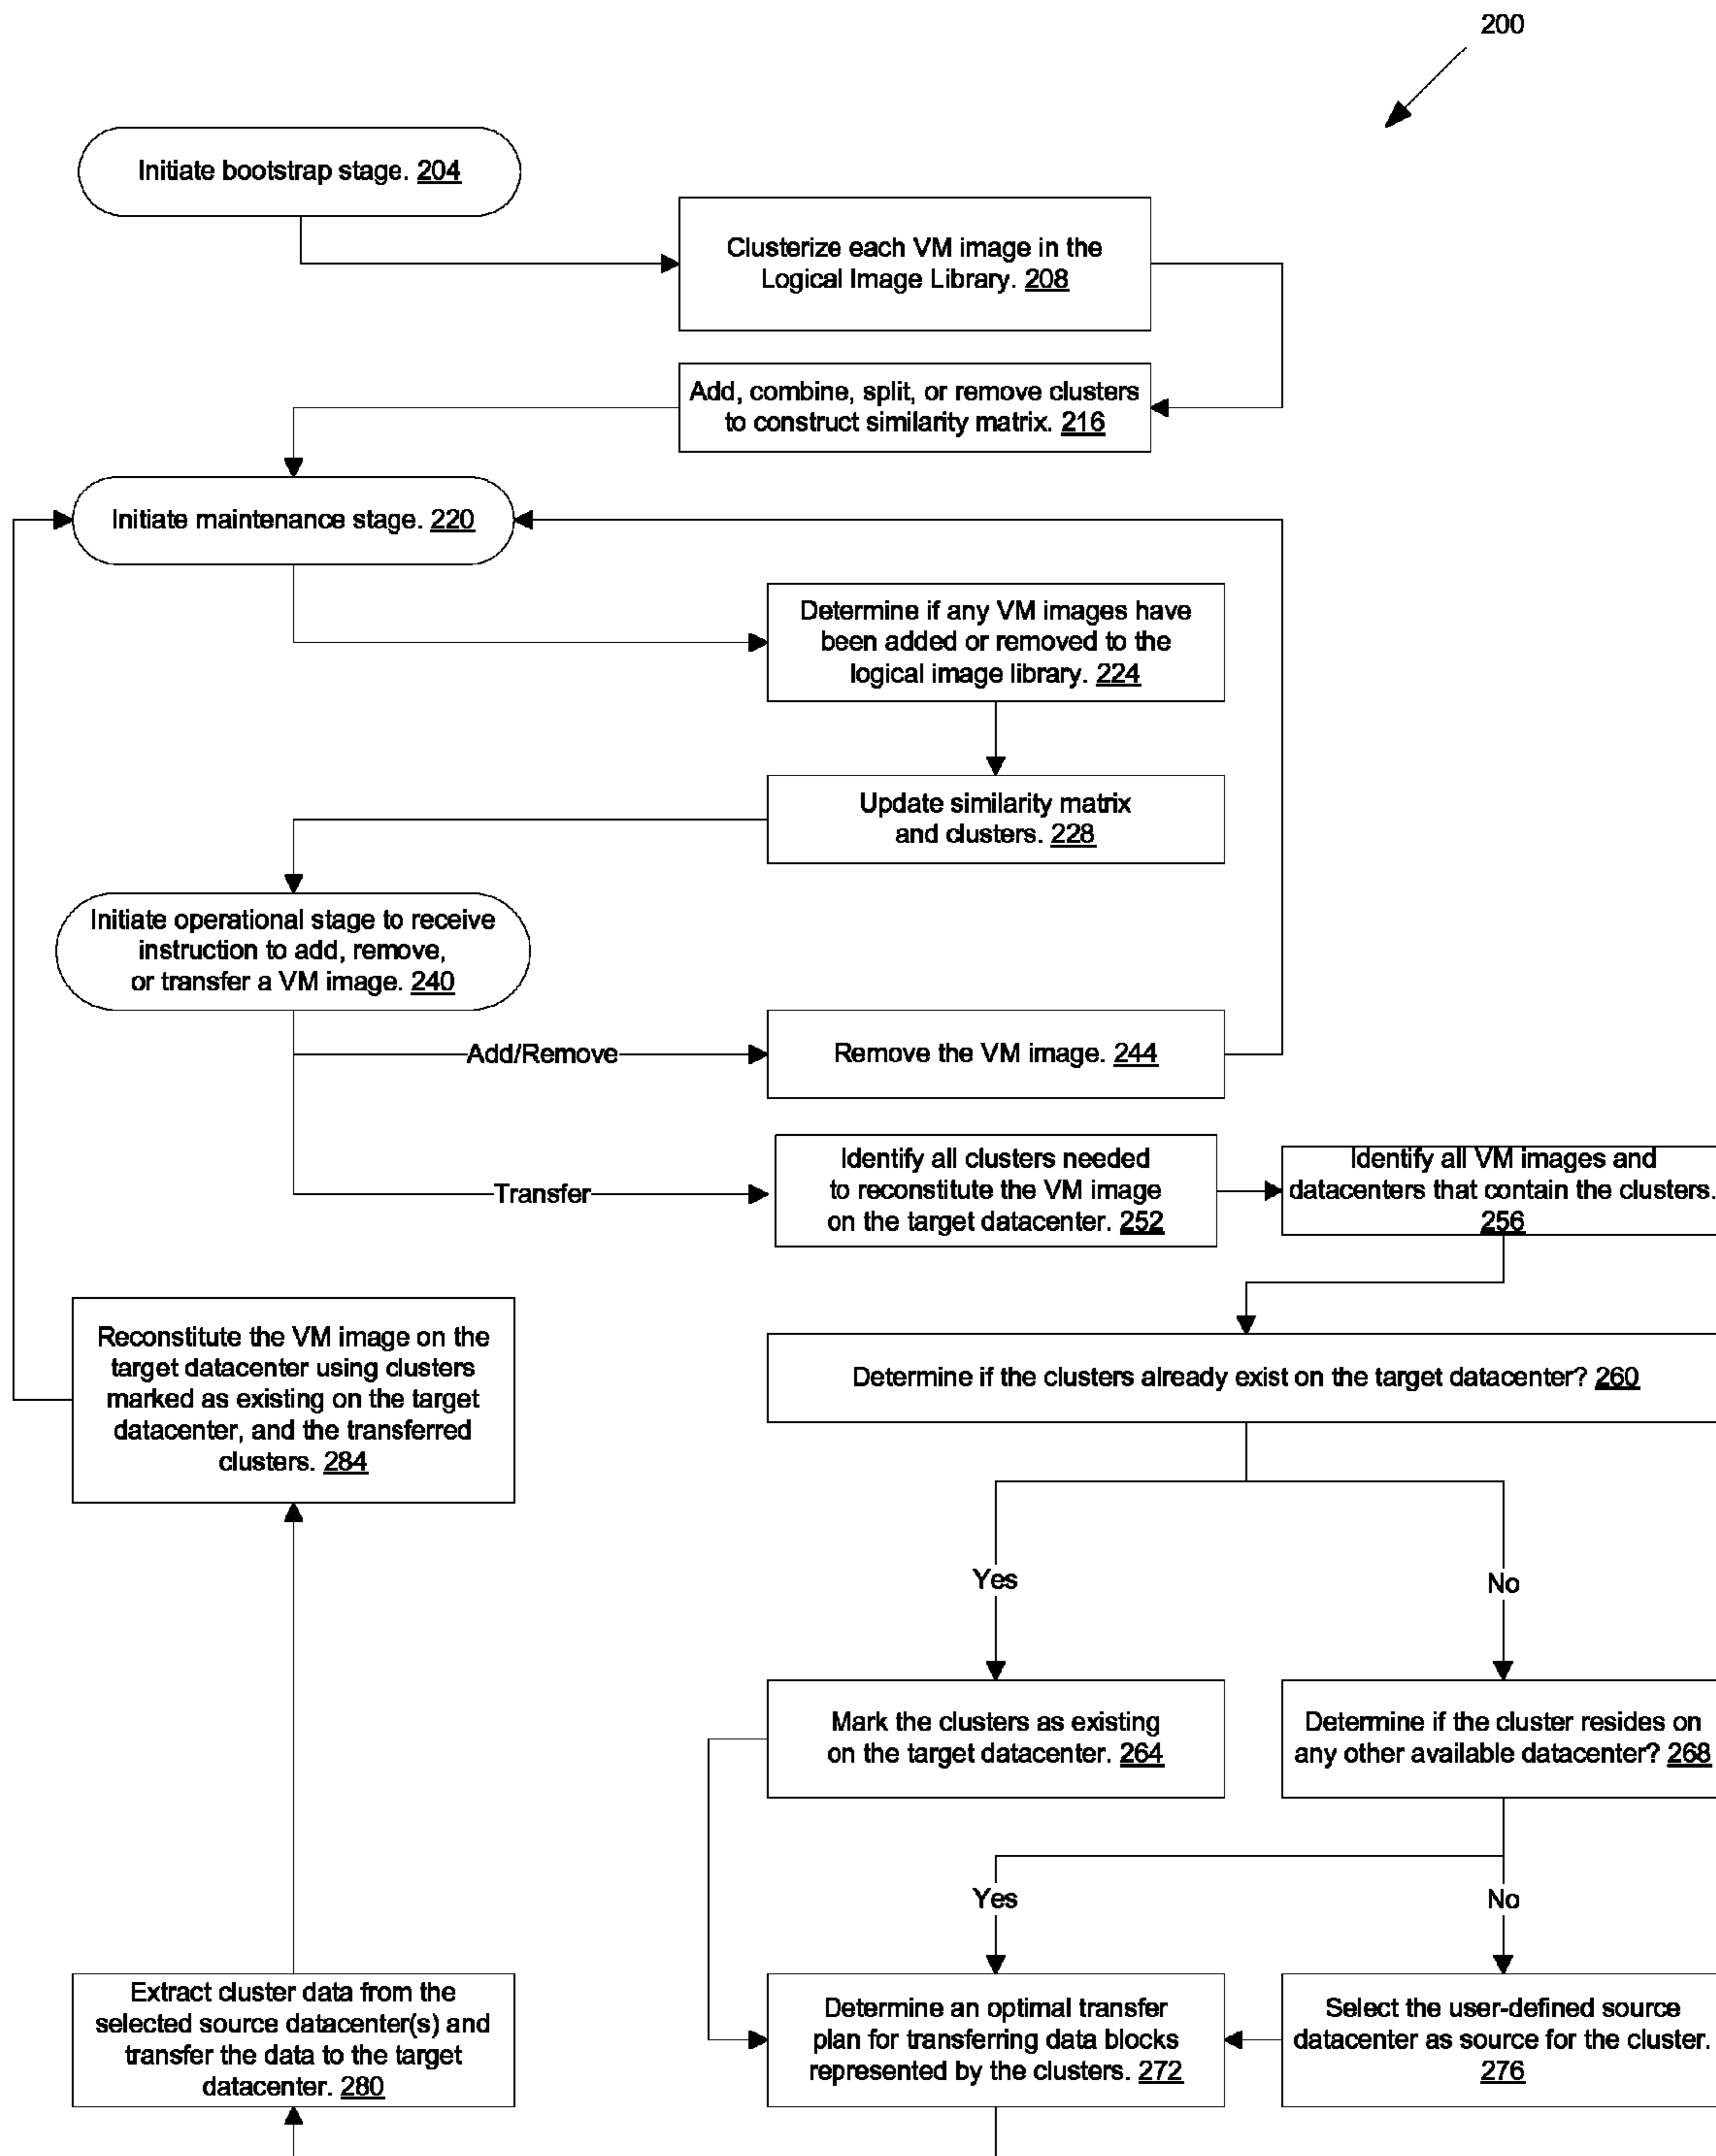 200
Initiate bootstrap stage. 204
Clusterize each VM image in the
Logical Image Library. 208
Add, combine, split, or remove clusters
to construct similarity matrix. 216
Initiate maintenance stage. 220
Determine if any VM images have
been added or removed to the
logical image library. 224
Update similarity matrix
and clusters. 228
Initiate operational stage to receive
instruction to add, remove,
or transfer a VM image. 240
Add/Remove
Remove the VM image. 244
Transfer
Identify all clusters needed
to reconstitute the VM image
on the target datacenter. 252
Identify all VM images and
datacenters that contain the clusters.
256
Reconstitute the VM image on the
target datacenter using clusters
marked as existing on the target
datacenter, and the transferred
clusters. 284
Determine if the clusters already exist on the target datacenter? 260
Yes
No
Mark the clusters as existing
on the target datacenter. 264
Determine if the cluster resides on
any other available datacenter? 268
Yes
No
Extract cluster data from the
selected source datacenter(s) and
transfer the data to the target
datacenter. 280
Determine an optimal transfer
plan for transferring data blocks
represented by the clusters. 272
Select the user-defined source
datacenter as source for the cluster.
276